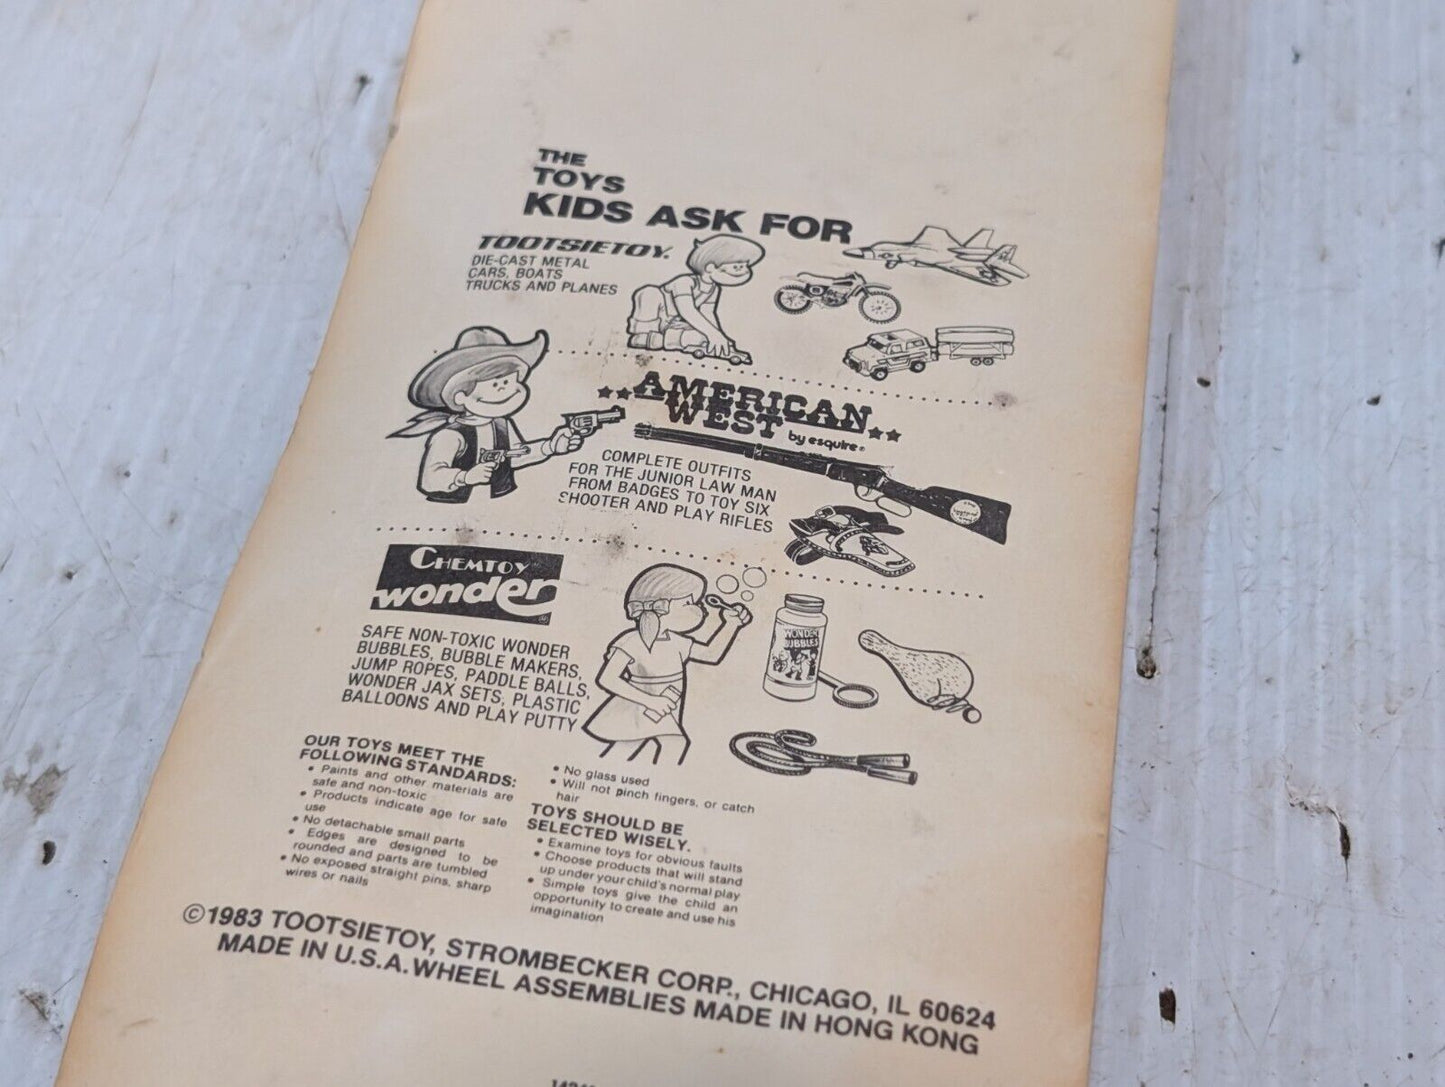 THE
TOYS
KIDS ASK FOR
TOOTSIETOY.
DIE-CAST METAL
CARS, BOATS
TRUCKS AND PLANES
AMERICAN
WEST
by esquire®
COMPLETE OUTFITS
FOR THE JUNIOR LAW MAN
FROM BADGES TO TOY SIX
SHOOTER AND PLAY RIFLES
CHEMTOY
wonder®
SAFE NON-TOXIC WONDER
BUBBLES, BUBBLE MAKERS,
JUMP ROPES, PADDLE BALLS,
WONDER JAX SETS, PLASTIC
BALLOONS AND PLAY PUTTY
WONDER
BUBBLES
OUR TOYS MEET THE
FOLLOWING STANDARDS:
• Paints and other materials are
safe and non-toxic
• Products indicate age for safe
use
• No detachable small parts
• Edges are designed to be
rounded and parts are tumbled
• No exposed straight pins, sharp
wires or nails
• No glass used
• Will not pinch fingers, or catch
hair
TOYS SHOULD BE
SELECTED WISELY.
• Examine toys for obvious faults
• Choose products that will stand
up under your child's normal play
• Simple toys give the child an
opportunity to create and use his
imagination
©1983 TOOTSIETOY, STROMBECKER CORP., CHICAGO, IL 60624
MADE IN U.S.A. WHEEL ASSEMBLIES MADE IN HONG KONG